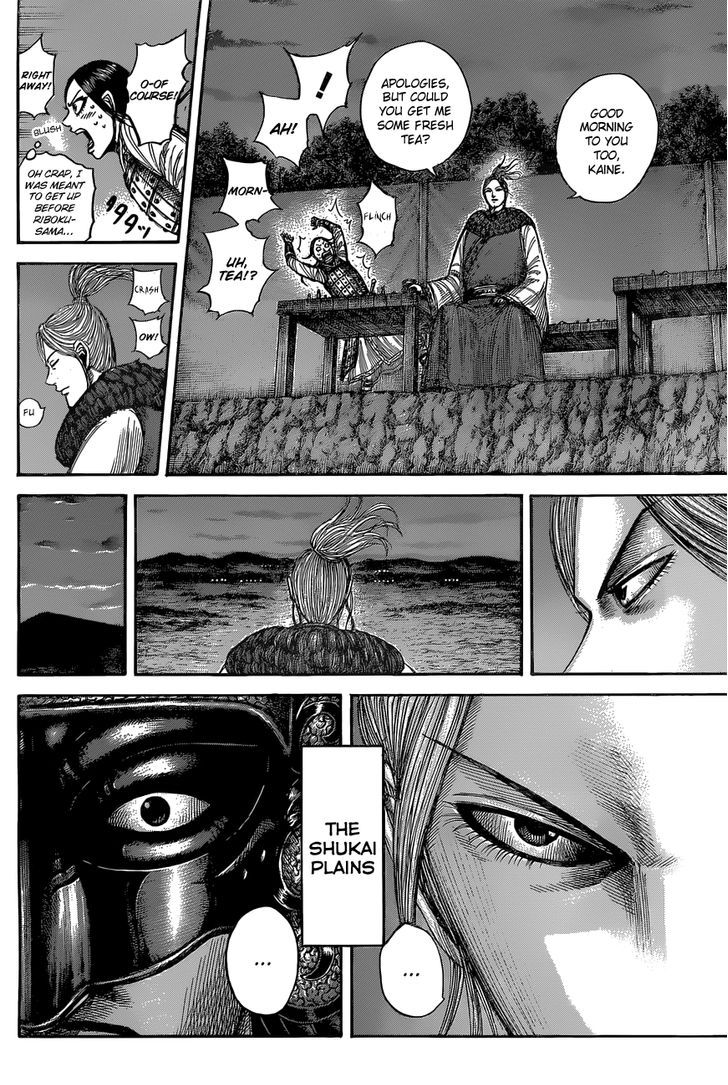 GOOD
MORNING
TO YOU
TOO,
KAINE.
APOLOGIES,
BUT COULD
YOU GET ME
SOME FRESH
TEA?
!
AH!
MORN-
FLINCH
UH,
TEA!?
O-OF
COURSE!
RIGHT
AWAY!
BLUSH
OH CRAP, I
WAS MEANT
TO GET UP
BEFORE
RIBOKU-
SAMA...
CRASH
OW!
FU
THE
SHUKAI
PLAINS
...
...